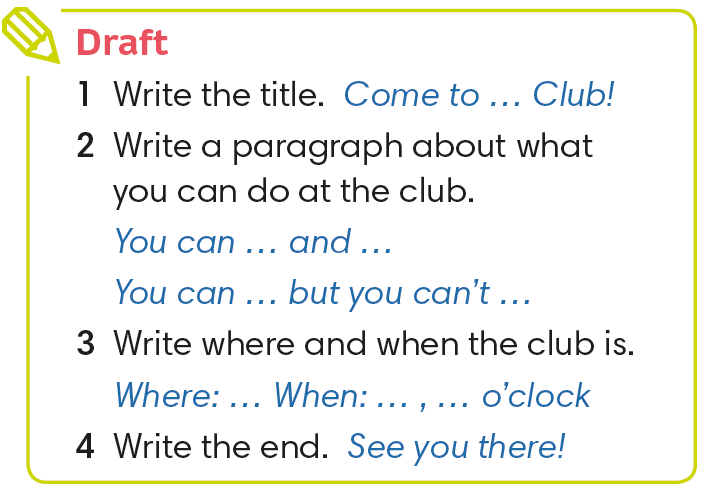 Draft
1 Write the title. Come to … Club!
2 Write a paragraph about what
you can do at the club.
You can … and …
You can … but you can’t …
3 Write where and when the club is.
Where: … When: … , … o’clock
4 Write the end. See you there!